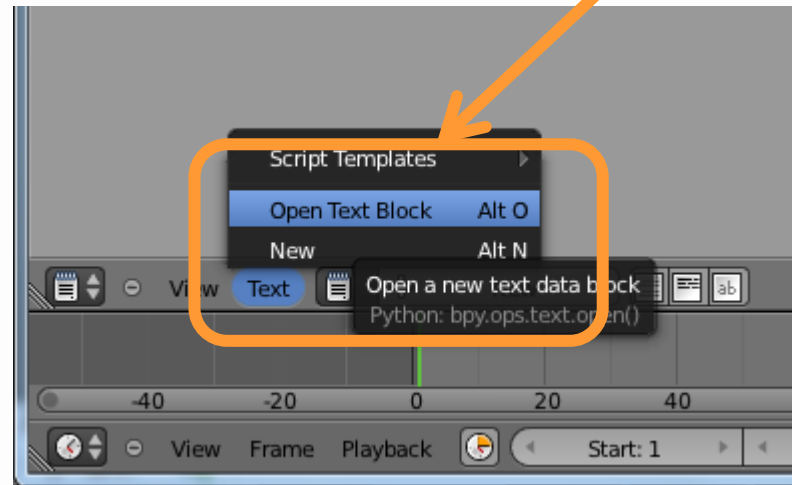 Script Templates
Open Text Block Alt O
New Alt N
View Text
Open a new text data block
Python: bpy.ops.text.open()
ab
-40 -20 0 20 40
View Frame Playback Start: 1